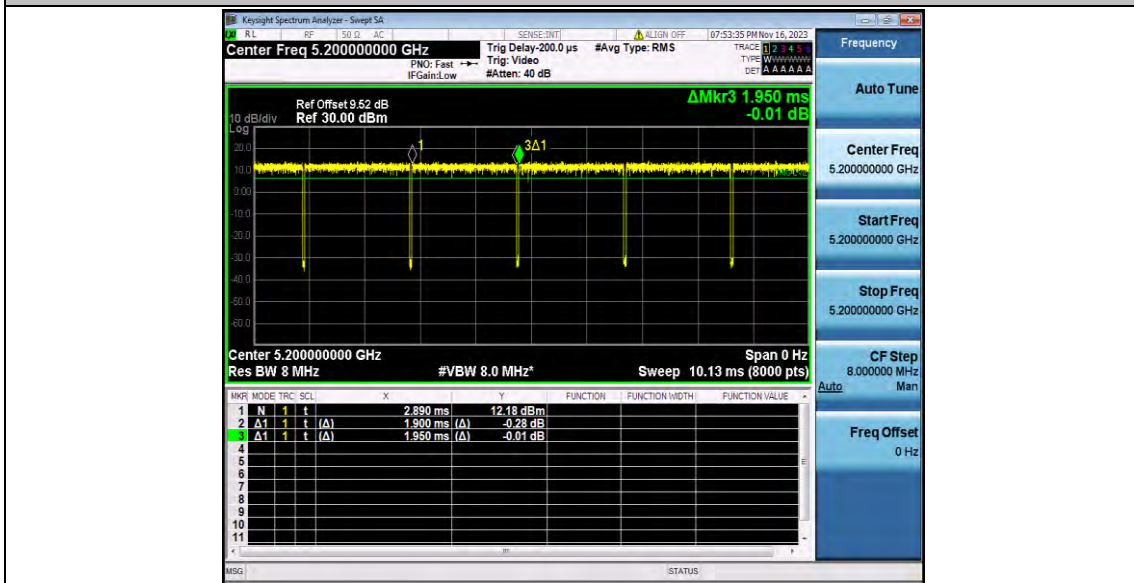 Keysight Spectrum Analyzer - Swept SA
RL RF 50 Ω AC SENSE:INT ALIGN OFF 07:53:35 PM Nov 16, 2023
Center Freq 5.200000000 GHz
Trig Delay-200.0 µs #Avg Type: RMS
TRACE 1 2 3 4 5 6
PNO: Fast Trig: Video
TYPE WWWWWW
IFGain:Low #Atten: 40 dB
DET A A A A A A
ΔMkr3 1.950 ms
-0.01 dB
Ref Offset 9.52 dB
10 dB/div Ref 30.00 dBm
Log
20.0
10.0
0.00
-10.0
-20.0
-30.0
-40.0
-50.0
-60.0
1
3Δ1
Center 5.200000000 GHz Span 0 Hz
Res BW 8 MHz #VBW 8.0 MHz* Sweep 10.13 ms (8000 pts)
MKR MODE TRC SCL X Y FUNCTION FUNCTION WIDTH FUNCTION VALUE
1 N 1 t 2.890 ms 12.18 dBm
2 Δ1 1 t (Δ) 1.900 ms (Δ) -0.28 dB
3 Δ1 1 t (Δ) 1.950 ms (Δ) -0.01 dB
4
5
6
7
8
9
10
11
MSG STATUS
Frequency
Auto Tune
Center Freq
5.200000000 GHz
Start Freq
5.200000000 GHz
Stop Freq
5.200000000 GHz
CF Step
8.000000 MHz
Auto Man
Freq Offset
0 Hz